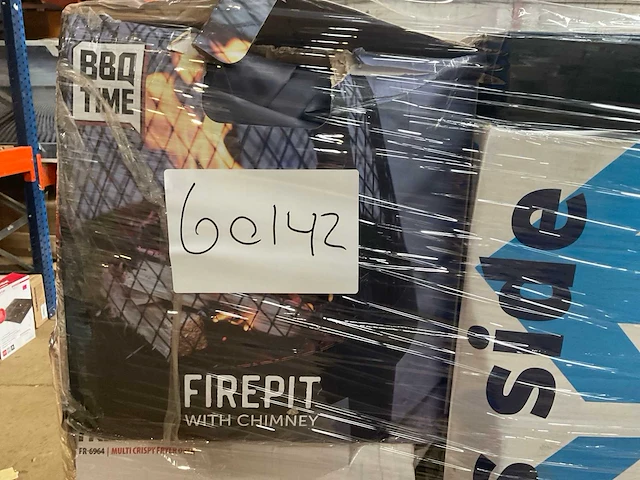 BBQ
TIME
60142
FIREPIT
WITH CHIMNEY
FR-6964 | MULTI CRISPY FRYER
side